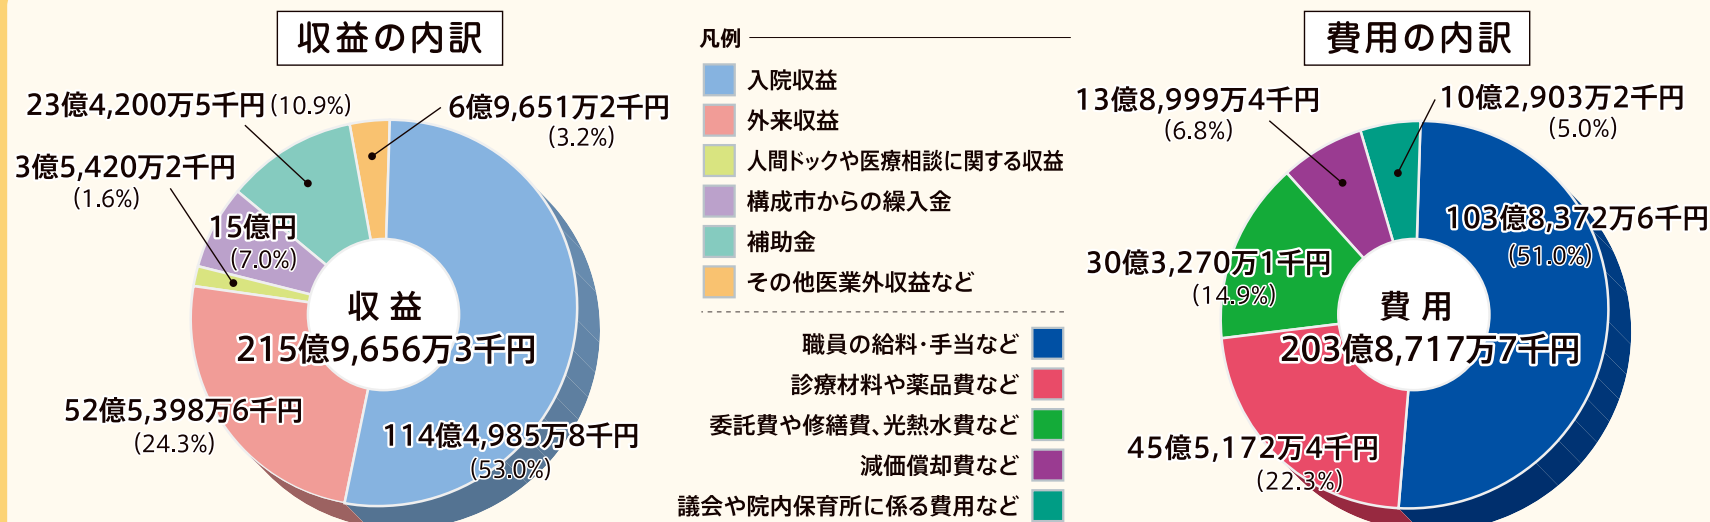 収益の内訳
23億4,200万5千円(10.9%)
6億9,651万2千円
(3.2%)
3億5,420万2千円
(1.6%)
15億円
(7.0%)
収益
215億9,656万3千円
52億5,398万6千円
(24.3%)
114億4,985万8千円
(53.0%)
凡例
入院収益
外来収益
人間ドックや医療相談に関する収益
構成市からの繰入金
補助金
その他医業外収益など
職員の給料・手当など
診療材料や薬品費など
委託費や修繕費、光熱水費など
減価償却費など
議会や院内保育所に係る費用など
費用の内訳
13億8,999万4千円
(6.8%)
10億2,903万2千円
(5.0%)
103億8,372万6千円
(51.0%)
30億3,270万1千円
(14.9%)
費用
203億8,717万7千円
45億5,172万4千円
(22.3%)